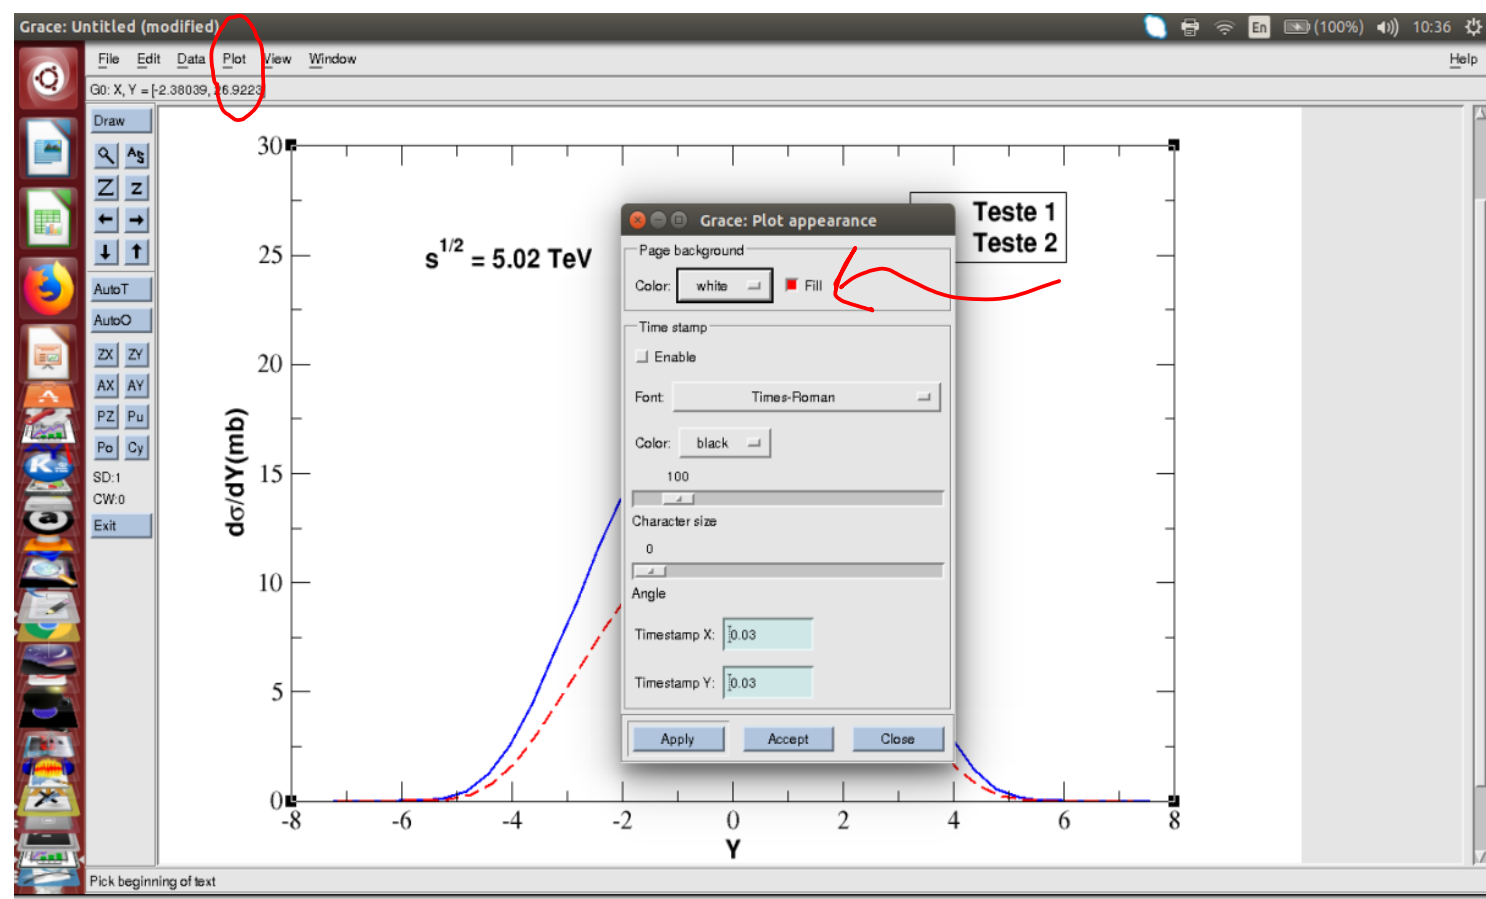 Grace: Untitled (modified)
En (100%) 10:36
File Edit Data Plot View Window Help
G0: X, Y = [-2.38039, 26.9223]
Draw
A S
Z z
AutoT
AutoO
ZX ZY
AX AY
PZ Pu
Po Cy
SD:1
CW:0
Exit
30
25
20
15
10
5
0
dσ/dY(mb)
s1/2 = 5.02 TeV
Teste 1
Teste 2
-8 -6 -4 -2 0 2 4 6 8
Y
Grace: Plot appearance
Page background
Color: white Fill
Time stamp
Enable
Font: Times-Roman
Color: black
100
Character size
0
Angle
Timestamp X: 0.03
Timestamp Y: 0.03
Apply Accept Close
Pick beginning of text